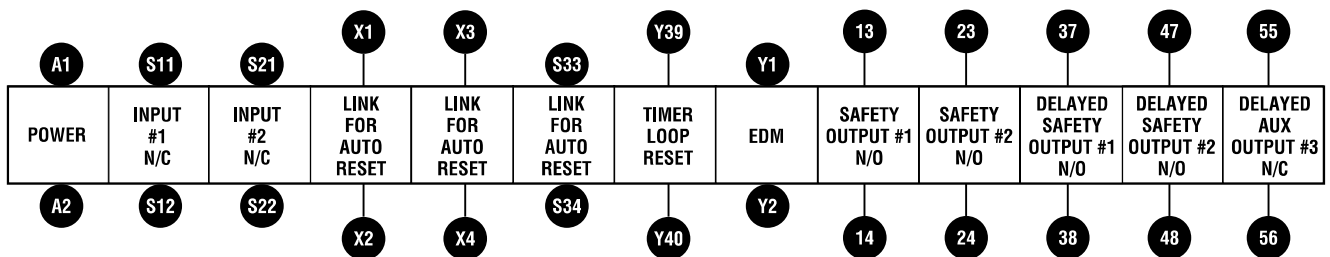 A1
S11
S21
X1
X3
S33
Y39
Y1
13
23
37
47
55
POWER
INPUT
#1
N/C
INPUT
#2
N/C
LINK
FOR
AUTO
RESET
LINK
FOR
AUTO
RESET
LINK
FOR
AUTO
RESET
TIMER
LOOP
RESET
EDM
SAFETY
OUTPUT #1
N/O
SAFETY
OUTPUT #2
N/O
DELAYED
SAFETY
OUTPUT #1
N/O
DELAYED
SAFETY
OUTPUT #2
N/O
DELAYED
AUX
OUTPUT #3
N/C
A2
S12
S22
X2
X4
S34
Y40
Y2
14
24
38
48
56